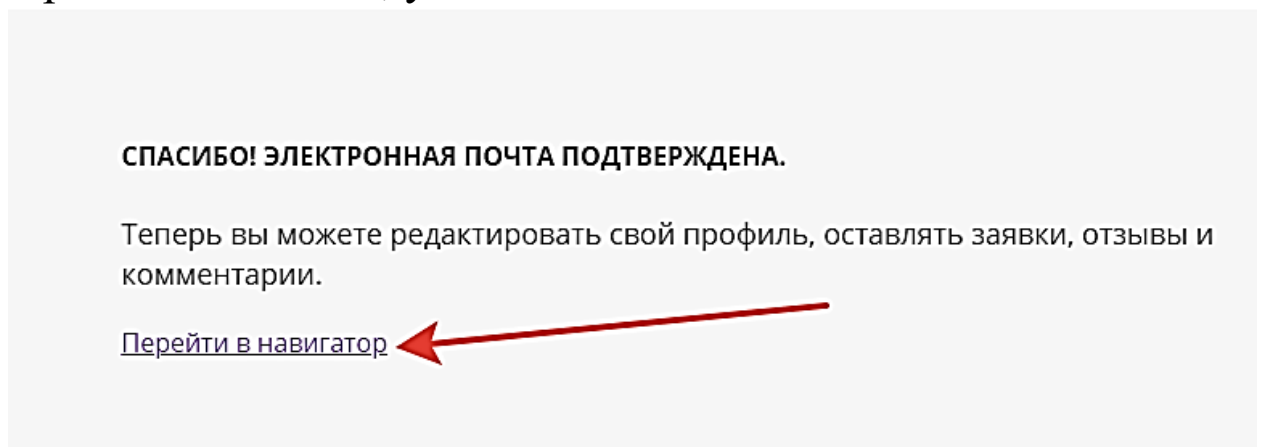 СПАСИБО! ЭЛЕКТРОННАЯ ПОЧТА ПОДТВЕРЖДЕНА.
Теперь вы можете редактировать свой профиль, оставлять заявки, отзывы и
комментарии.
Перейти в навигатор